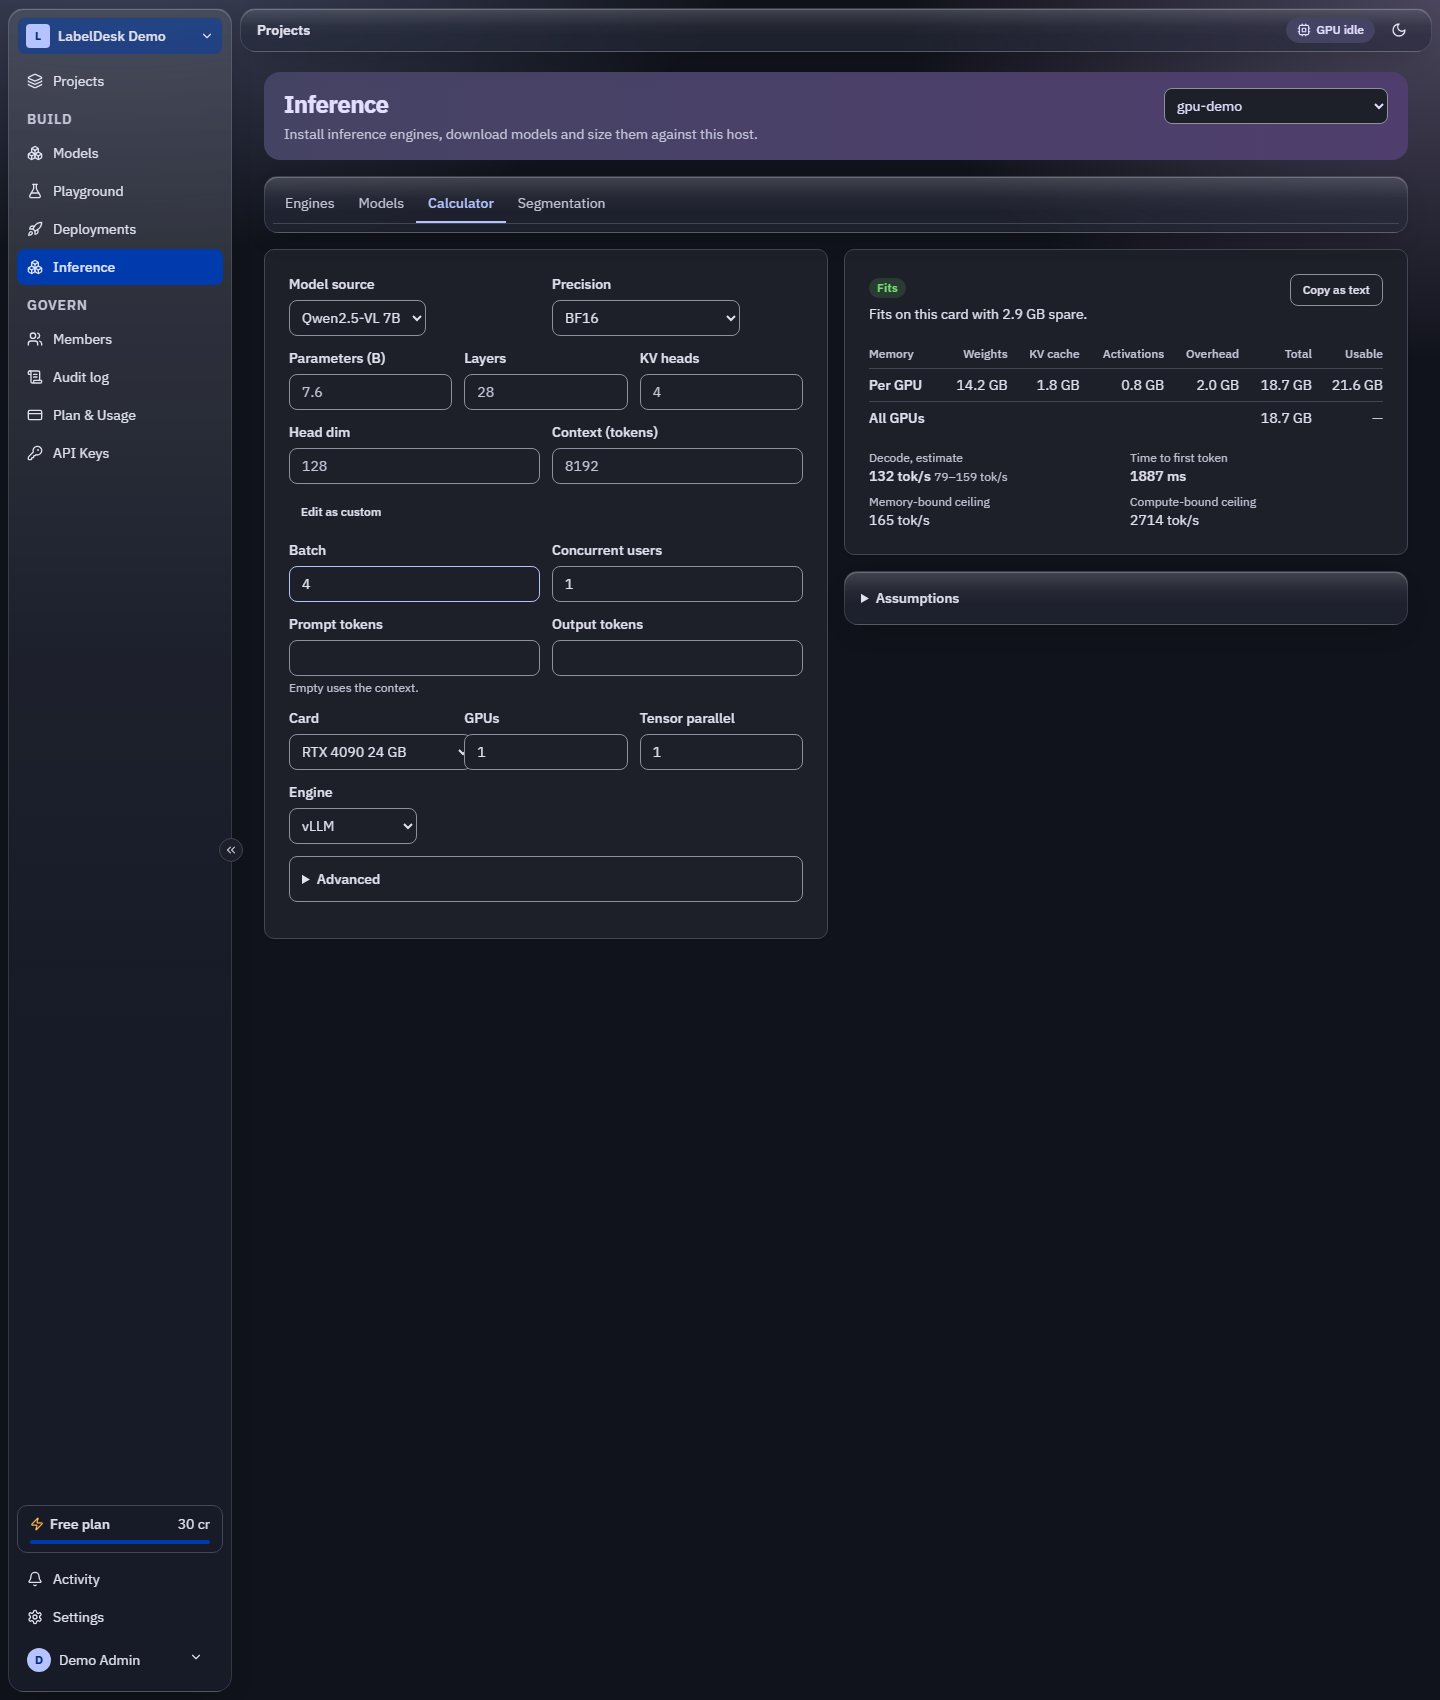 L LabelDesk Demo
Projects
BUILD
Models
Playground
Deployments
Inference
GOVERN
Members
Audit log
Plan & Usage
API Keys
Free plan 30 cr
Activity
Settings
D Demo Admin
Projects
GPU idle
Inference
Install inference engines, download models and size them against this host.
gpu-demo
Engines Models Calculator Segmentation
Model source Precision
Qwen2.5-VL 7B BF16
Parameters (B) Layers KV heads
7.6 28 4
Head dim Context (tokens)
128 8192
Edit as custom
Batch Concurrent users
4 1
Prompt tokens Output tokens
Empty uses the context.
Card GPUs Tensor parallel
RTX 4090 24 GB 1 1
Engine
vLLM
Advanced
Fits
Copy as text
Fits on this card with 2.9 GB spare.
Memory Weights KV cache Activations Overhead Total Usable
Per GPU 14.2 GB 1.8 GB 0.8 GB 2.0 GB 18.7 GB 21.6 GB
All GPUs 18.7 GB —
Decode, estimate Time to first token
132 tok/s 79–159 tok/s 1887 ms
Memory-bound ceiling Compute-bound ceiling
165 tok/s 2714 tok/s
Assumptions